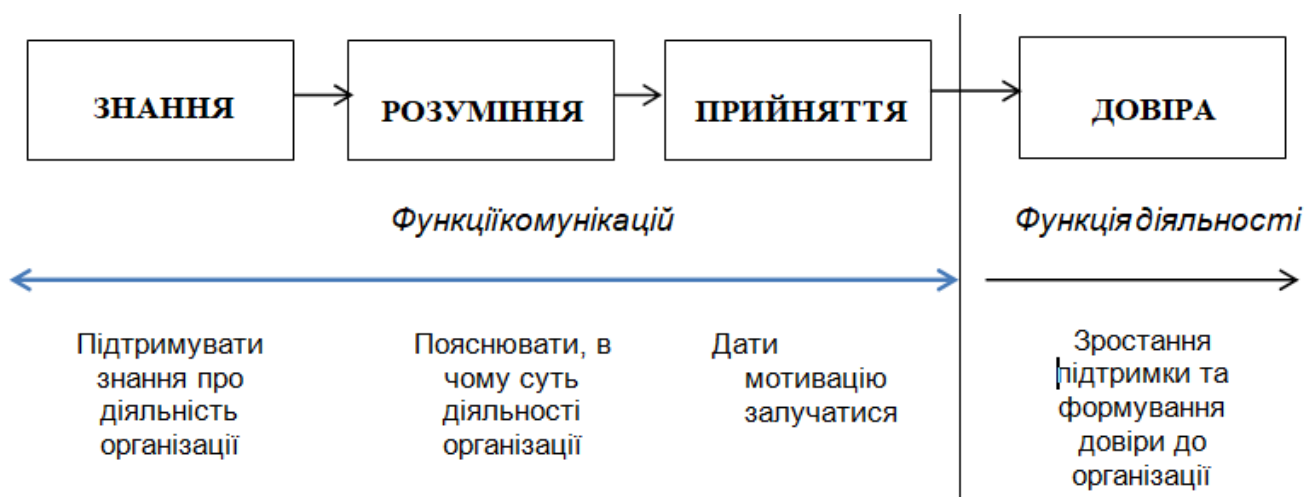 ЗНАННЯ
РОЗУМІННЯ
ПРИЙНЯТТЯ
ДОВІРА
Функціїкомунікацій
Функціядіяльності
Підтримувати
знання про
діяльність
організації
Пояснювати, в
чому суть
діяльності
організації
Дати
мотивацію
залучатися
Зростання
підтримки та
формування
довіри до
організації